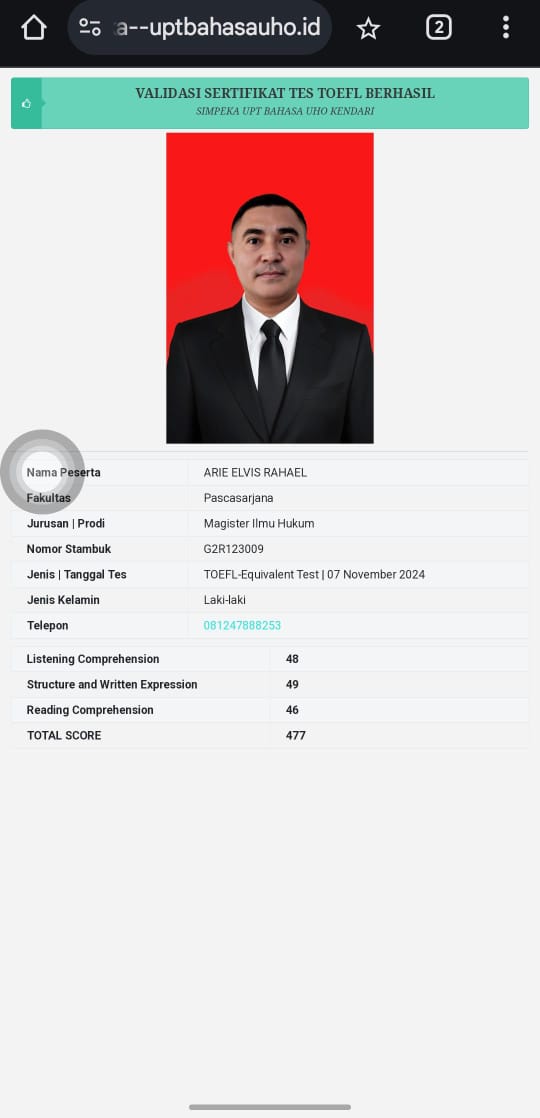 a--uptbahasauho.id
2
VALIDASI SERTIFIKAT TES TOEFL BERHASIL
SIMPEKA UPT BAHASA UHO KENDARI
Nama Peserta ARIE ELVIS RAHAEL
Fakultas Pascasarjana
Jurusan | Prodi Magister Ilmu Hukum
Nomor Stambuk G2R123009
Jenis | Tanggal Tes TOEFL-Equivalent Test | 07 November 2024
Jenis Kelamin Laki-laki
Telepon 081247888253
Listening Comprehension 48
Structure and Written Expression 49
Reading Comprehension 46
TOTAL SCORE 477